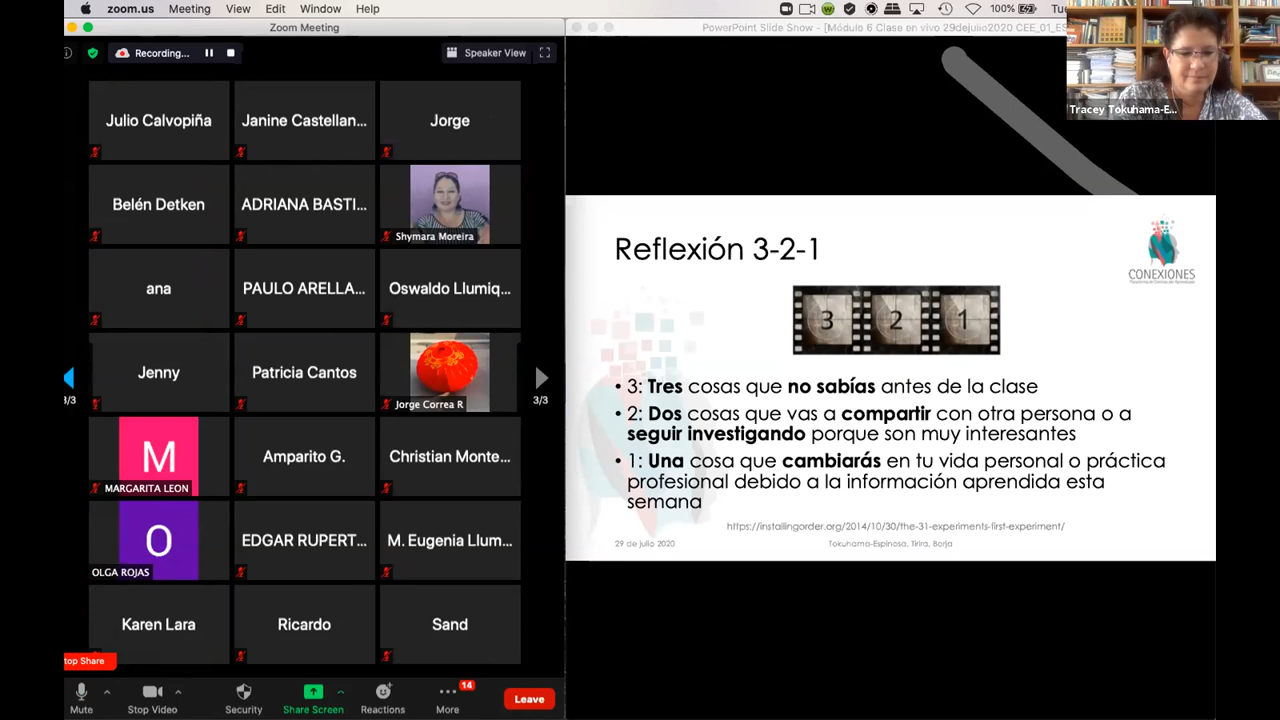 zoom.us Meeting View Edit Window Help
100%
Zoom Meeting
PowerPoint Slide Snow - [Módulo 6 Clase en vivo 29dejulio2020 CEE_01_ES
Recording...
Speaker View
Tracey Tokuhama-E...
Julio Calvopiña
Janine Castellan...
Jorge
Belén Detken
ADRIANA BASTI...
Shymara Moreira
ana
PAULO ARELLA...
Oswaldo Llumiq...
Jenny
Patricia Cantos
Jorge Correa R
3/3
3/3
M
MARGARITA LEON
Amparito G.
Christian Monte...
O
OLGA ROJAS
EDGAR RUPERT...
M. Eugenia Llum...
Karen Lara
Ricardo
Sand
top Share
Mute
Stop Video
Security
Share Screen
Reactions
14
More
Leave
Reflexión 3-2-1
CONEXIONES
3 2 1
• 3: Tres cosas que no sabías antes de la clase
• 2: Dos cosas que vas a compartir con otra persona o a
seguir investigando porque son muy interesantes
• 1: Una cosa que cambiarás en tu vida personal o práctica
profesional debido a la información aprendida esta
semana
https://installingorder.org/2014/10/30/the-31-experiments-first-experiment/
29 de julio 2020
Tokuhama-Espinosa, Tirira, Borja